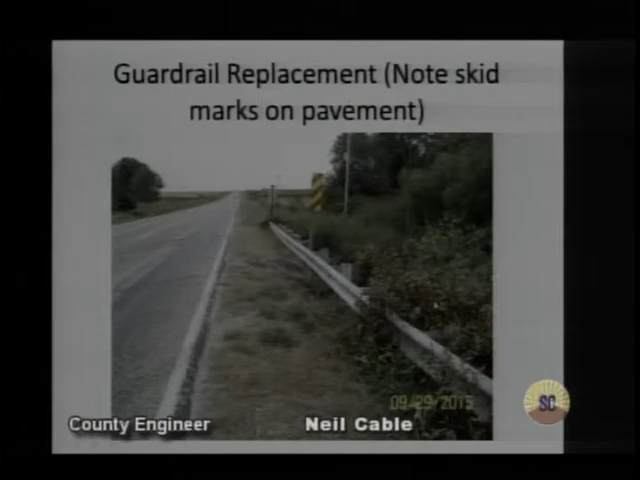 Guardrail Replacement (Note skid
marks on pavement)
09/29/2015
County Engineer
Neil Cable
SC